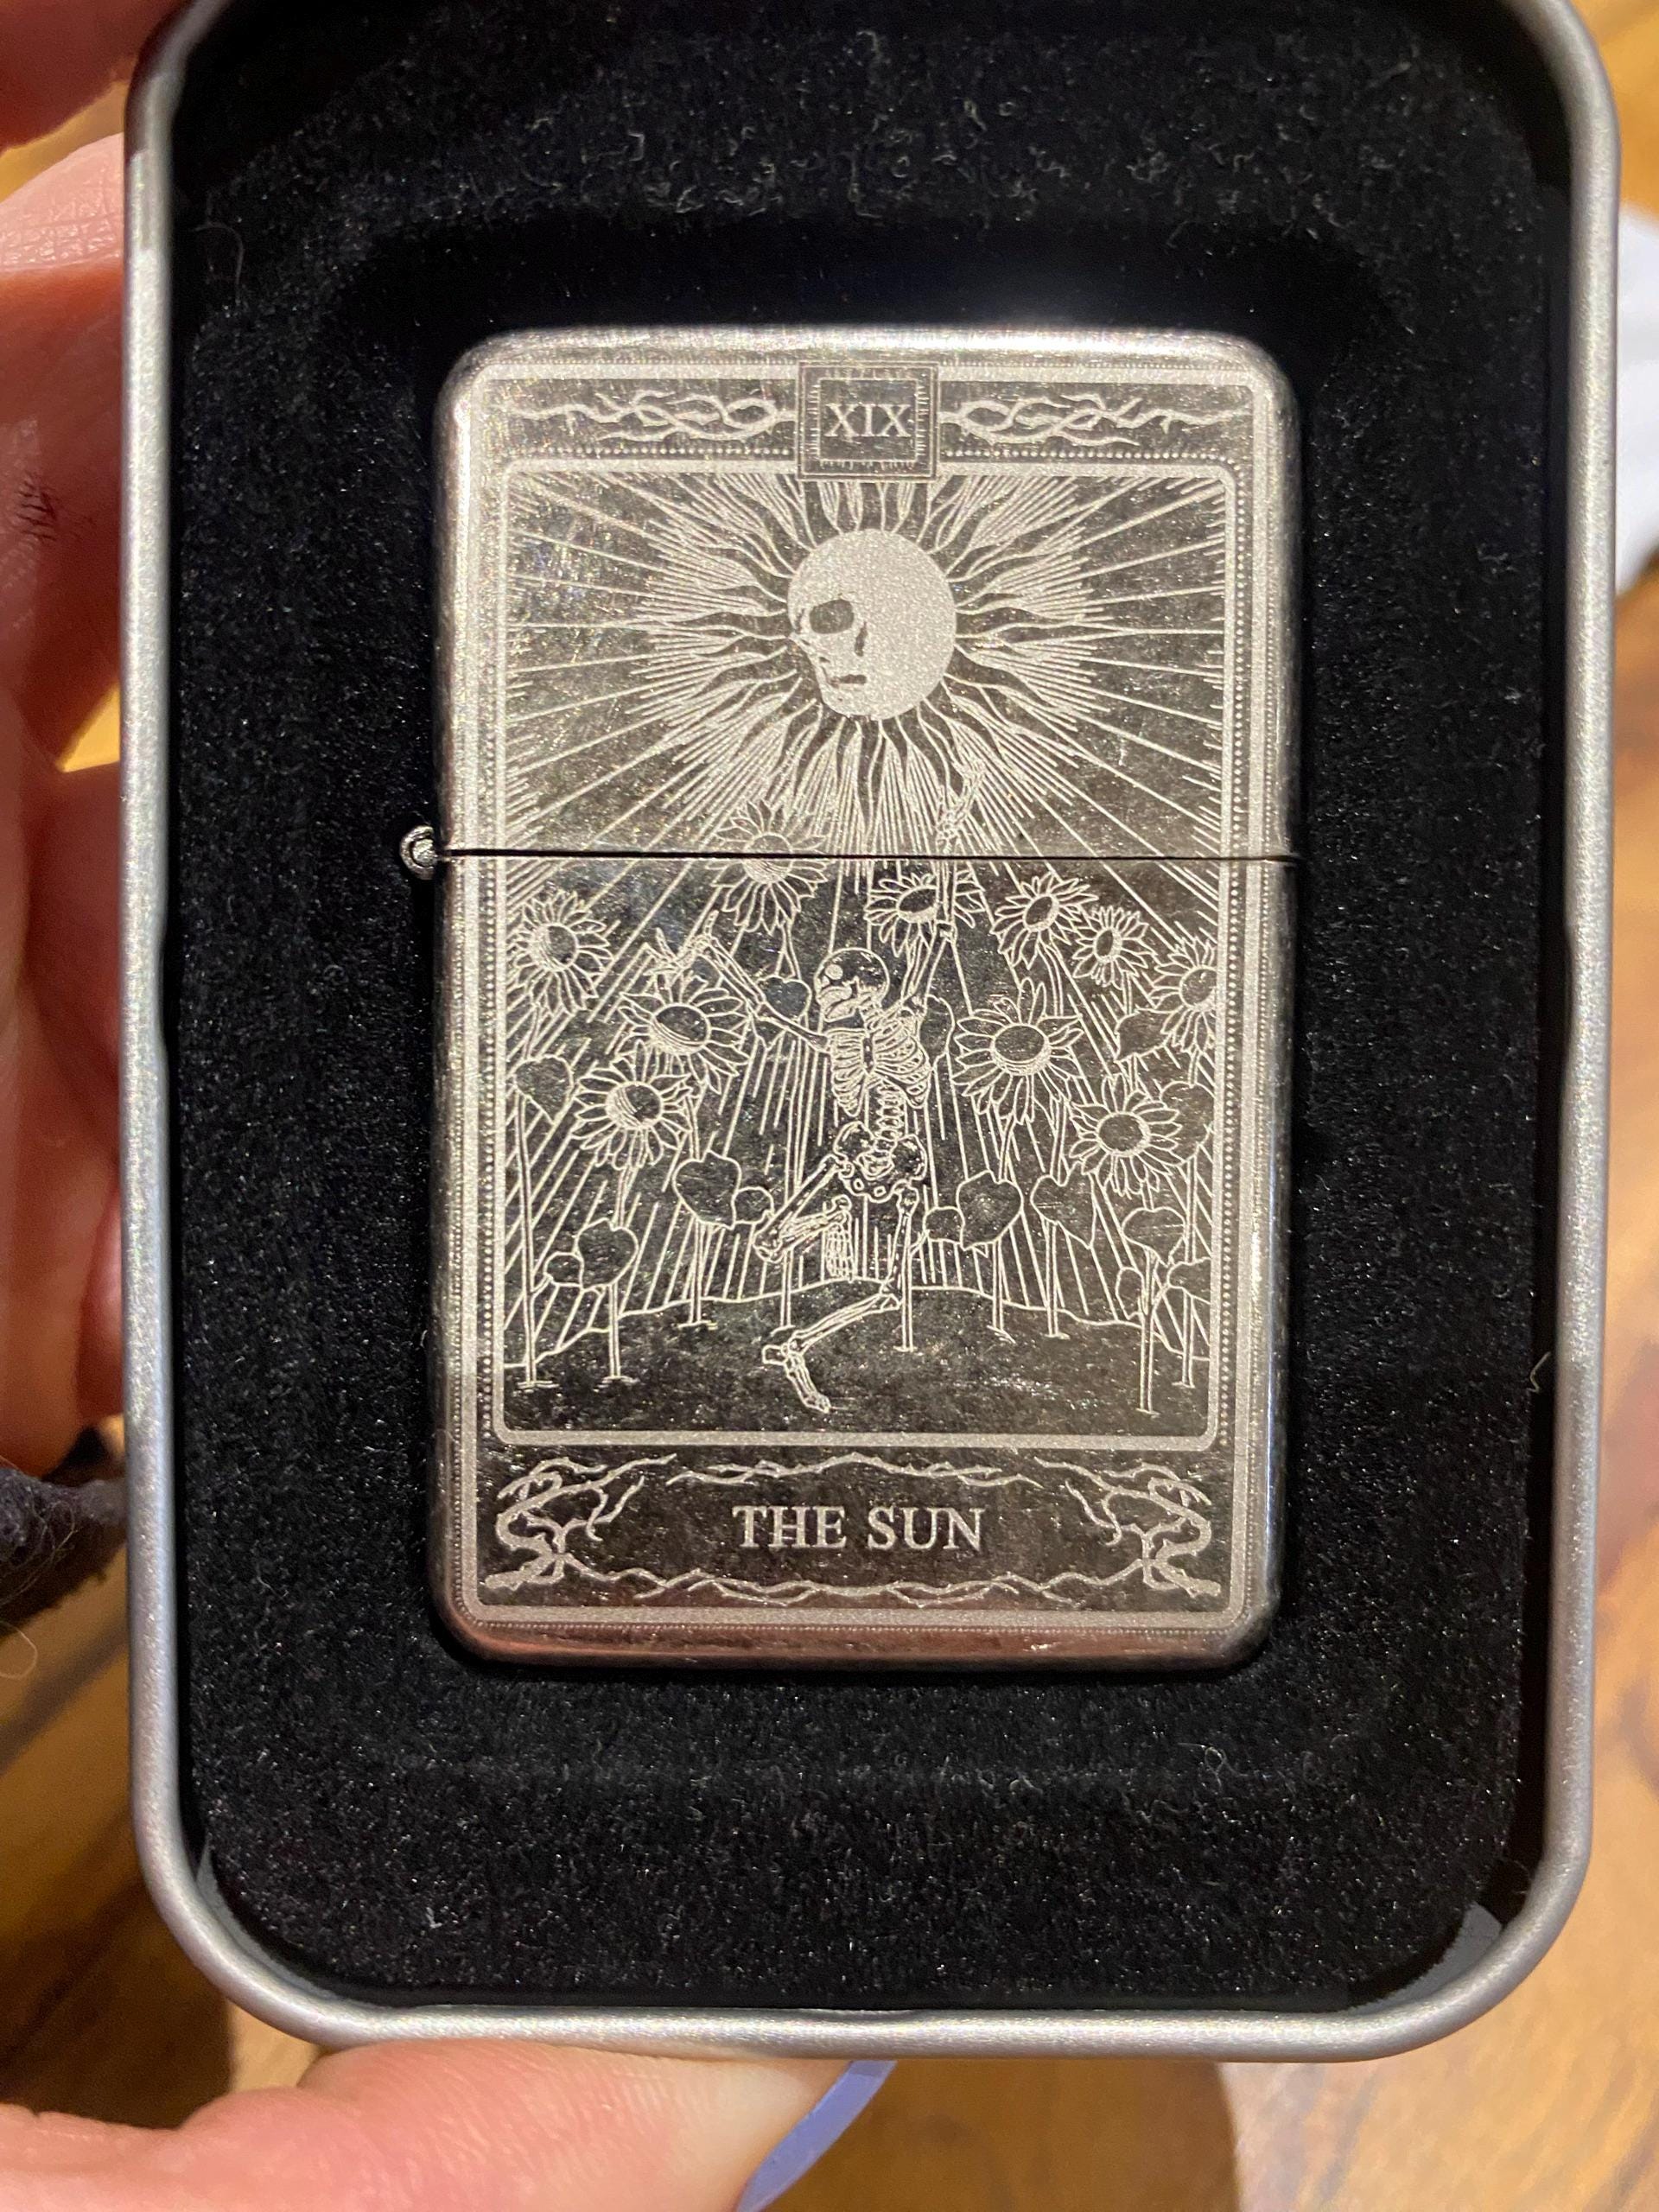 XIX
THE SUN